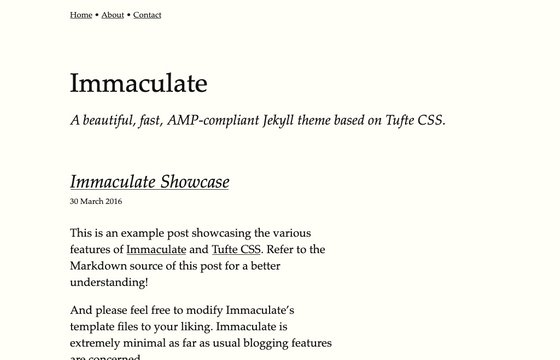 Home • About • Contact
Immaculate
A beautiful, fast, AMP-compliant Jekyll theme based on Tufte CSS.
Immaculate Showcase
30 March 2016
This is an example post showcasing the various
features of Immaculate and Tufte CSS. Refer to the
Markdown source of this post for a better
understanding!
And please feel free to modify Immaculate’s
template files to your liking. Immaculate is
extremely minimal as far as usual blogging features
are concerned